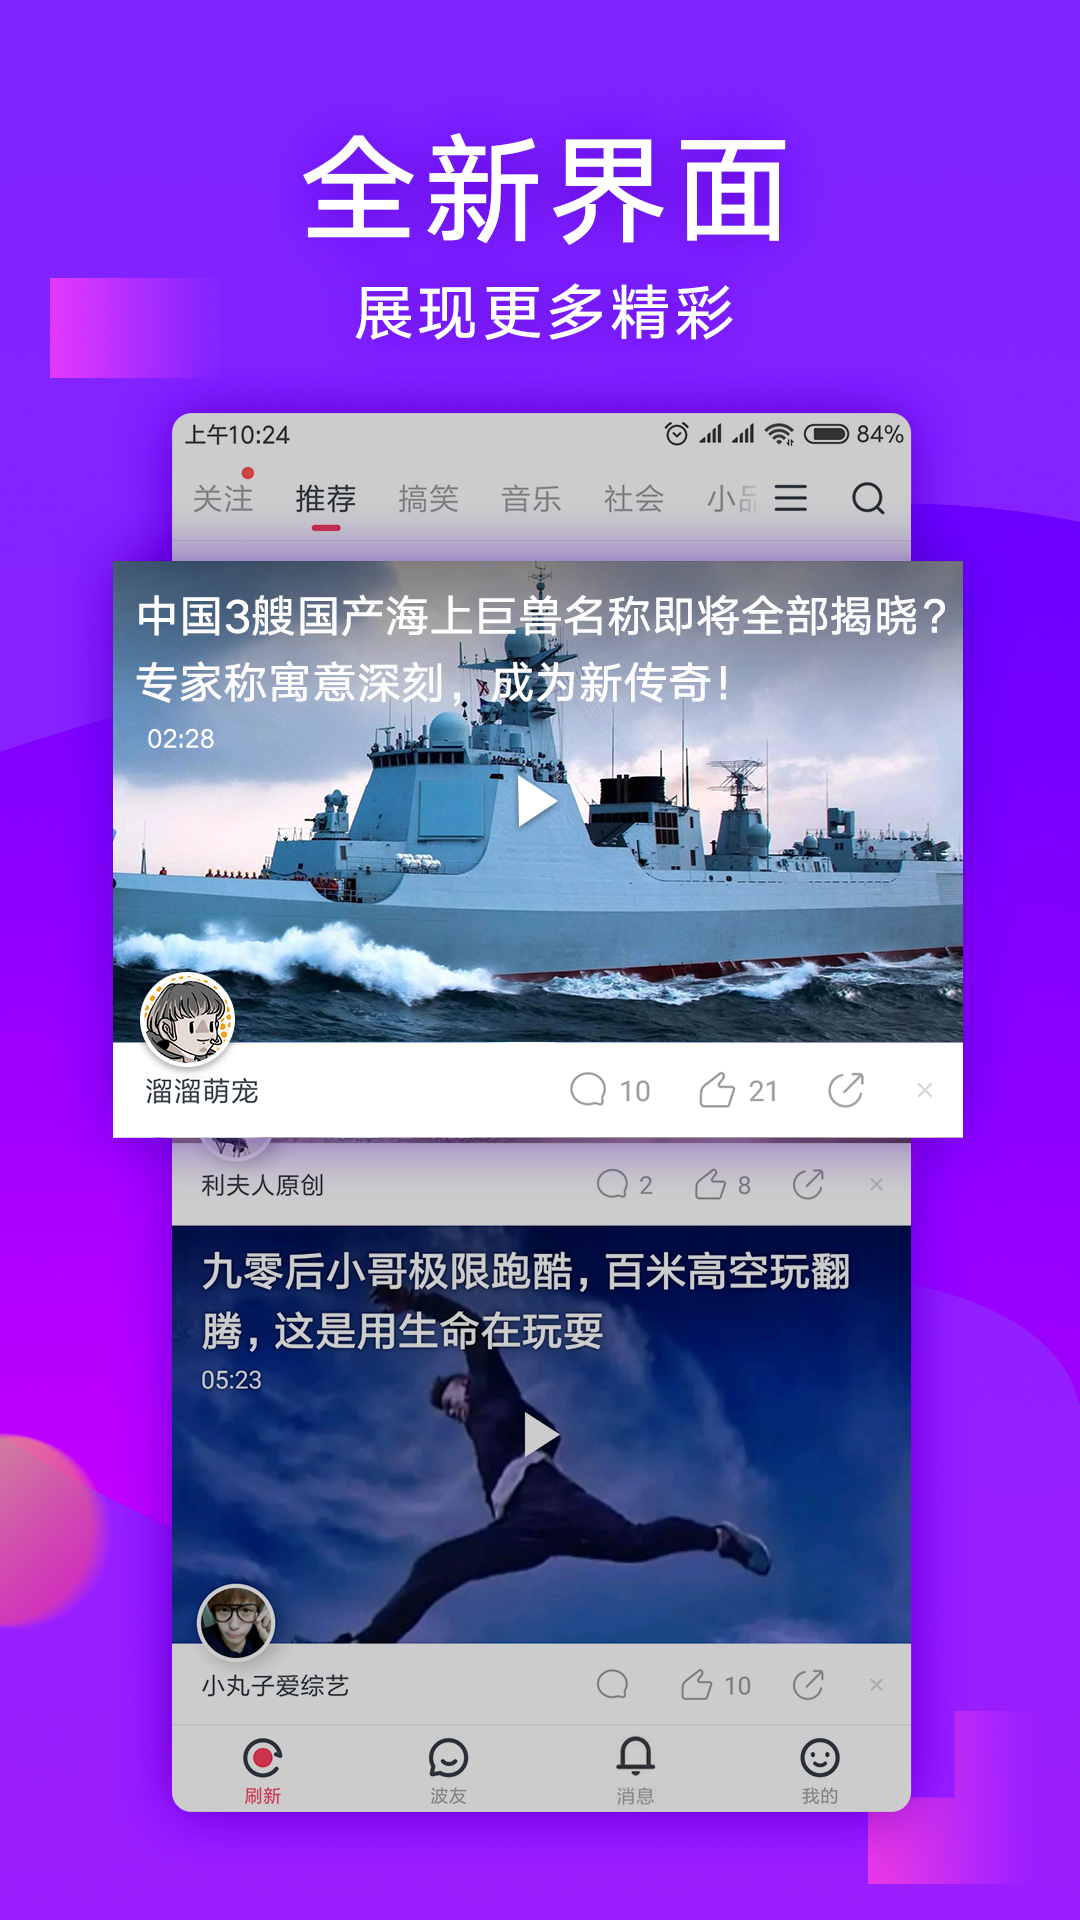 全新界面
展现更多精彩
上午10:24 84%
关注 推荐 搞笑 音乐 社会 小品
中国3艘国产海上巨兽名称即将全部揭晓？
专家称寓意深刻，成为新传奇！
02:28
溜溜萌宠 10 21
利夫人原创 2 8
九零后小哥极限跑酷，百米高空玩翻
腾，这是用生命在玩耍
05:23
小丸子爱综艺 10
刷新 波友 消息 我的